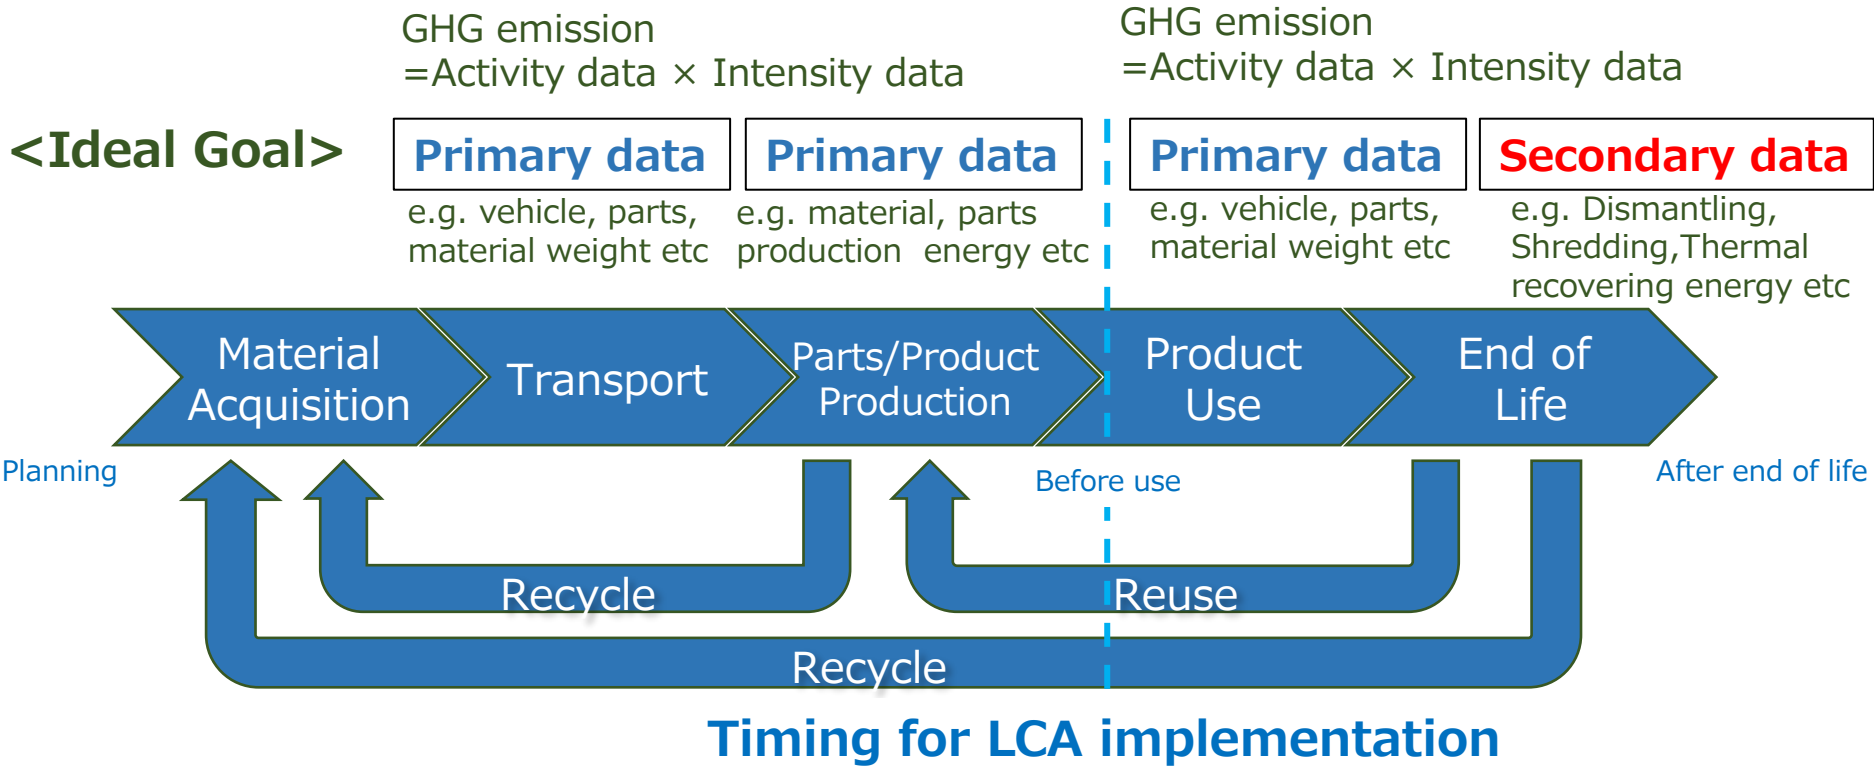 GHG emission
=Activity data × Intensity data
GHG emission
=Activity data × Intensity data
<Ideal Goal>
Primary data
Primary data
Primary data
Secondary data
e.g. vehicle, parts,
material weight etc
e.g. material, parts
production energy etc
e.g. vehicle, parts,
material weight etc
e.g. Dismantling,
Shredding,Thermal
recovering energy etc
Material
Acquisition
Transport
Parts/Product
Production
Product
Use
End of
Life
Planning
Before use
After end of life
Recycle
Reuse
Recycle
Timing for LCA implementation